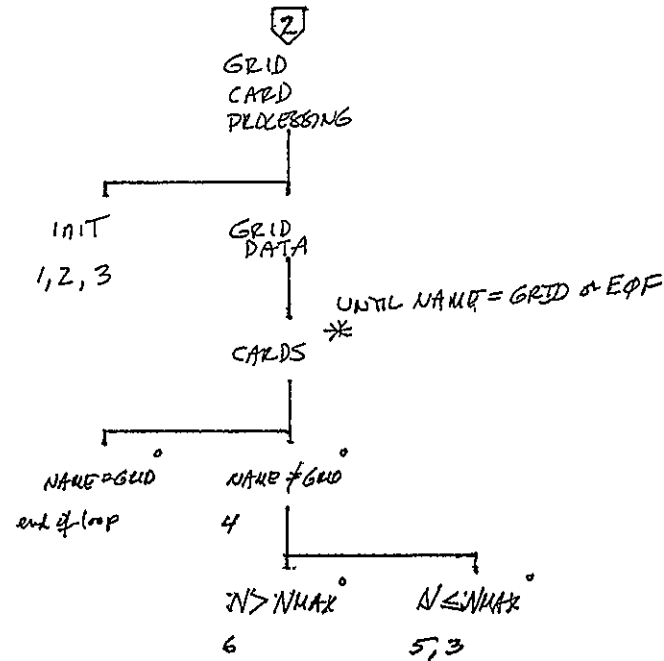 2
GRID
CARD
PROCESSING
INIT
GRID
DATA
1, 2, 3
UNTIL NAME = GRID or EØF
*
CARDS
NAME = GRID °
NAME ≠ GRID °
end of loop
4
N > NMAX °
N ≤ NMAX °
6
5, 3